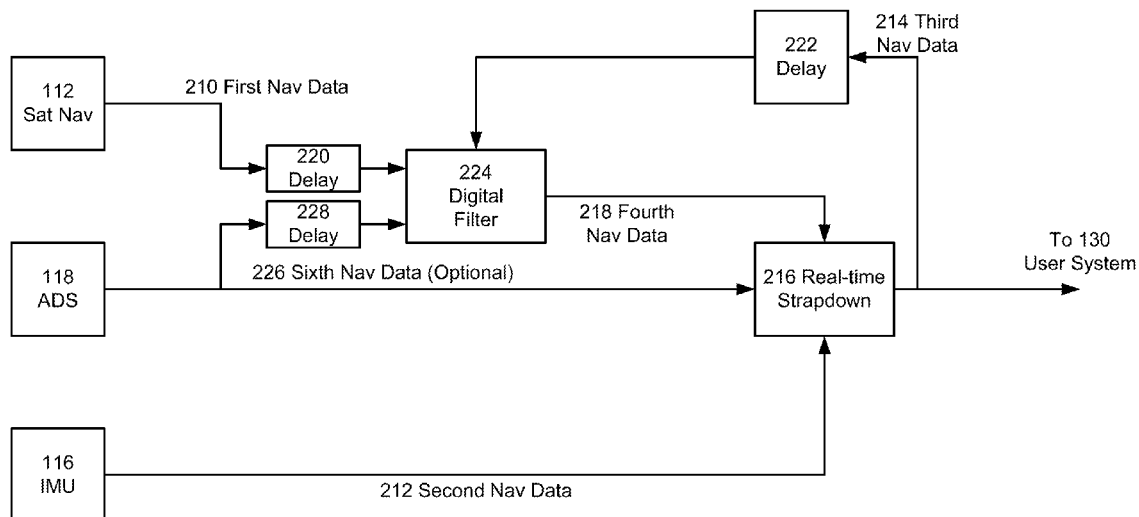 214 Third
Nav Data
222
Delay
112
Sat Nav
210 First Nav Data
220
Delay
224
Digital
Filter
228
Delay
218 Fourth
Nav Data
To 130
User System
118
ADS
226 Sixth Nav Data (Optional)
216 Real-time
Strapdown
116
IMU
212 Second Nav Data